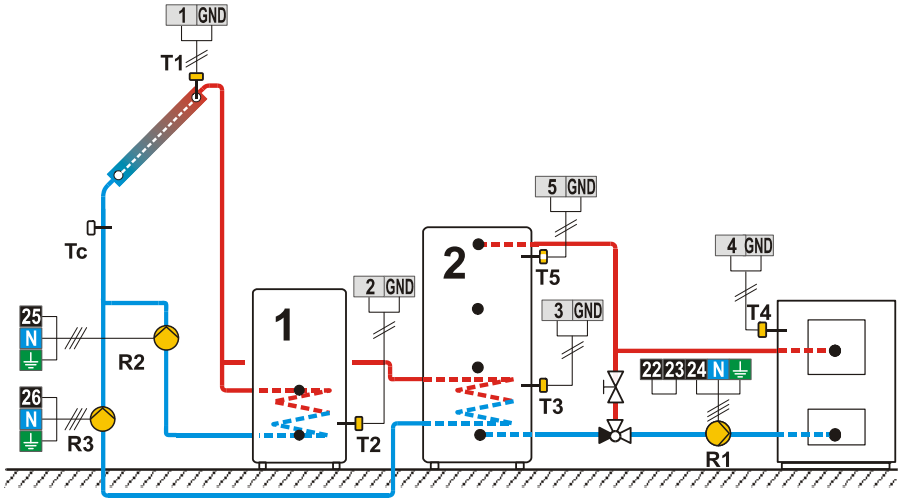 1 GND
T1
5 GND
Tc
2
T5
4 GND
2 GND
3 GND
T4
1
25
N
R2
22 23 24 N
26
N
R3
T2
T3
R1